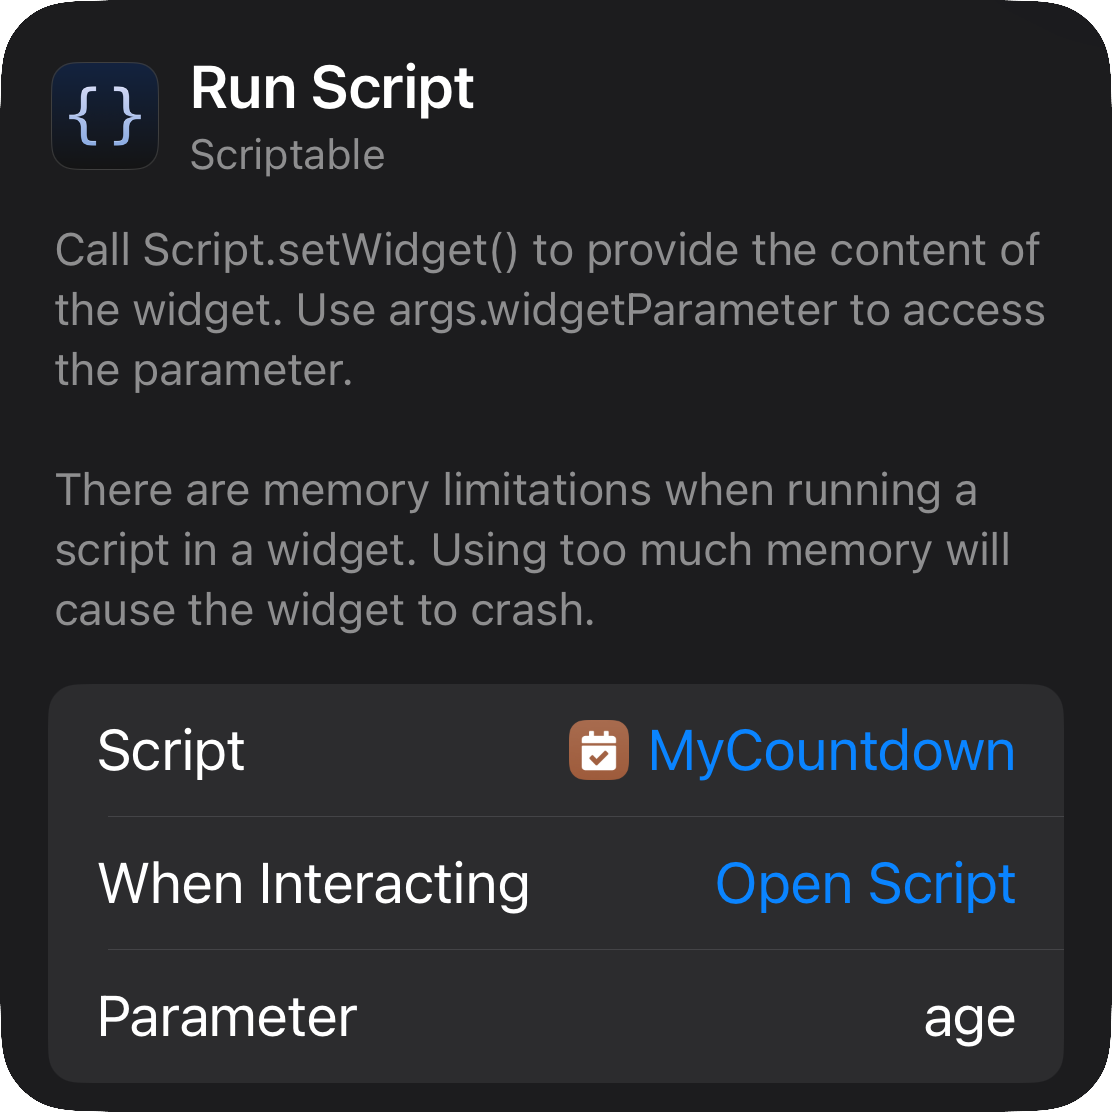 { }
Run Script
Scriptable
Call Script.setWidget() to provide the content of
the widget. Use args.widgetParameter to access
the parameter.
There are memory limitations when running a
script in a widget. Using too much memory will
cause the widget to crash.
Script MyCountdown
When Interacting Open Script
Parameter age